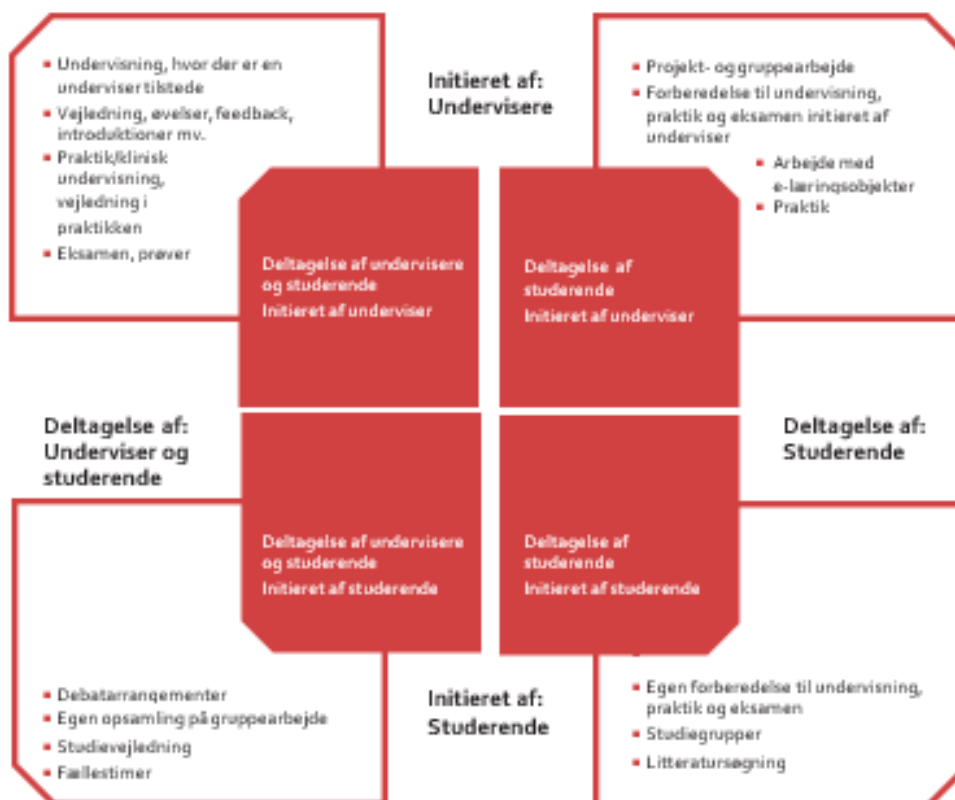 Undervisning, hvor der er en
underviser tilstede
Vejledning, øvelser, feedback,
introduktioner mv.
Praktik/klinisk
undervisning,
vejledning i
praktikken
Eksamen, prøver
Initieret af:
Undervisere
Projekt- og gruppearbejde
Forberedelse til undervisning,
praktik og eksamen initieret af
underviser
Arbejde med
e-læringsobjekter
Praktik
Deltagelse af undervisere
og studerende
Initieret af underviser
Deltagelse af
studerende
Initieret af underviser
Deltagelse af:
Underviser og
studerende
Deltagelse af:
Studerende
Deltagelse af undervisere
og studerende
Initieret af studerende
Deltagelse af
studerende
Initieret af studerende
Debatarrangementer
Egen opsamling på gruppearbejde
Studievejledning
Fællestimer
Initieret af:
Studerende
Egen forberedelse til undervisning,
praktik og eksamen
Studiegrupper
Litteratursøgning